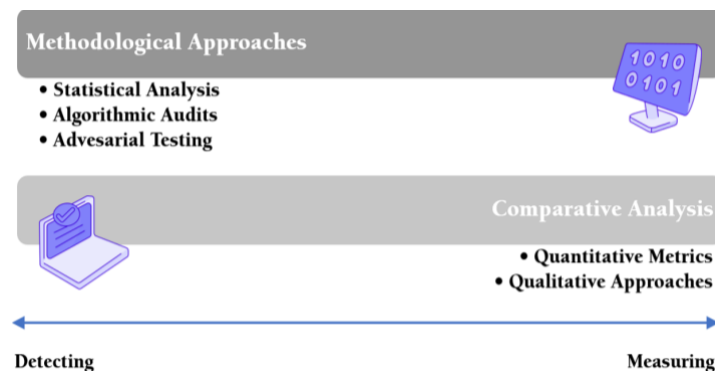 Methodological Approaches
1010
0101
• Statistical Analysis
• Algorithmic Audits
• Advesarial Testing
Comparative Analysis
• Quantitative Metrics
• Qualitative Approaches
Detecting
Measuring